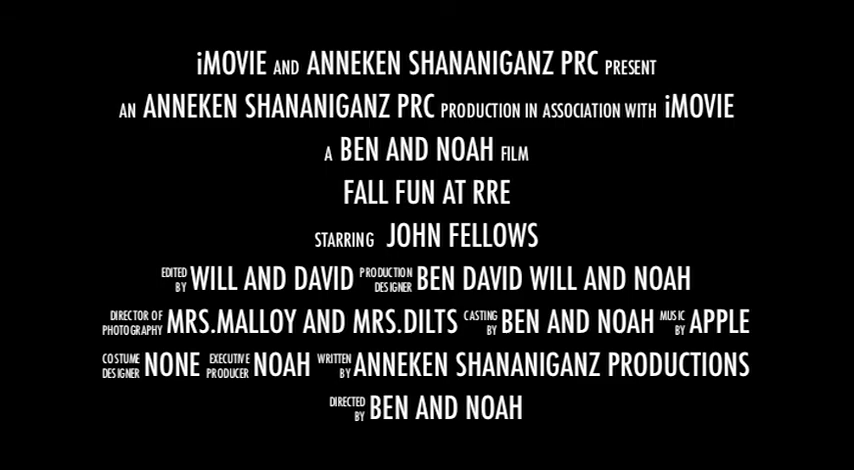 iMOVIE AND ANNEKEN SHANANIGANZ PRC PRESENT
AN ANNEKEN SHANANIGANZ PRC PRODUCTION IN ASSOCIATION WITH iMOVIE
A BEN AND NOAH FILM
FALL FUN AT RRE
STARRING JOHN FELLOWS
EDITED BY WILL AND DAVID PRODUCTION DESIGNER BEN DAVID WILL AND NOAH
DIRECTOR OF PHOTOGRAPHY MRS.MALLOY AND MRS.DILTS CASTING BY BEN AND NOAH MUSIC BY APPLE
COSTUME DESIGNER NONE EXECUTIVE PRODUCER NOAH WRITTEN BY ANNEKEN SHANANIGANZ PRODUCTIONS
DIRECTED BY BEN AND NOAH